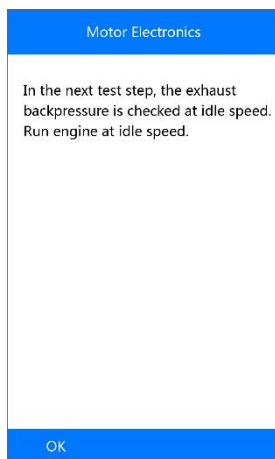 Motor Electronics
In the next test step, the exhaust
backpressure is checked at idle speed.
Run engine at idle speed.
OK